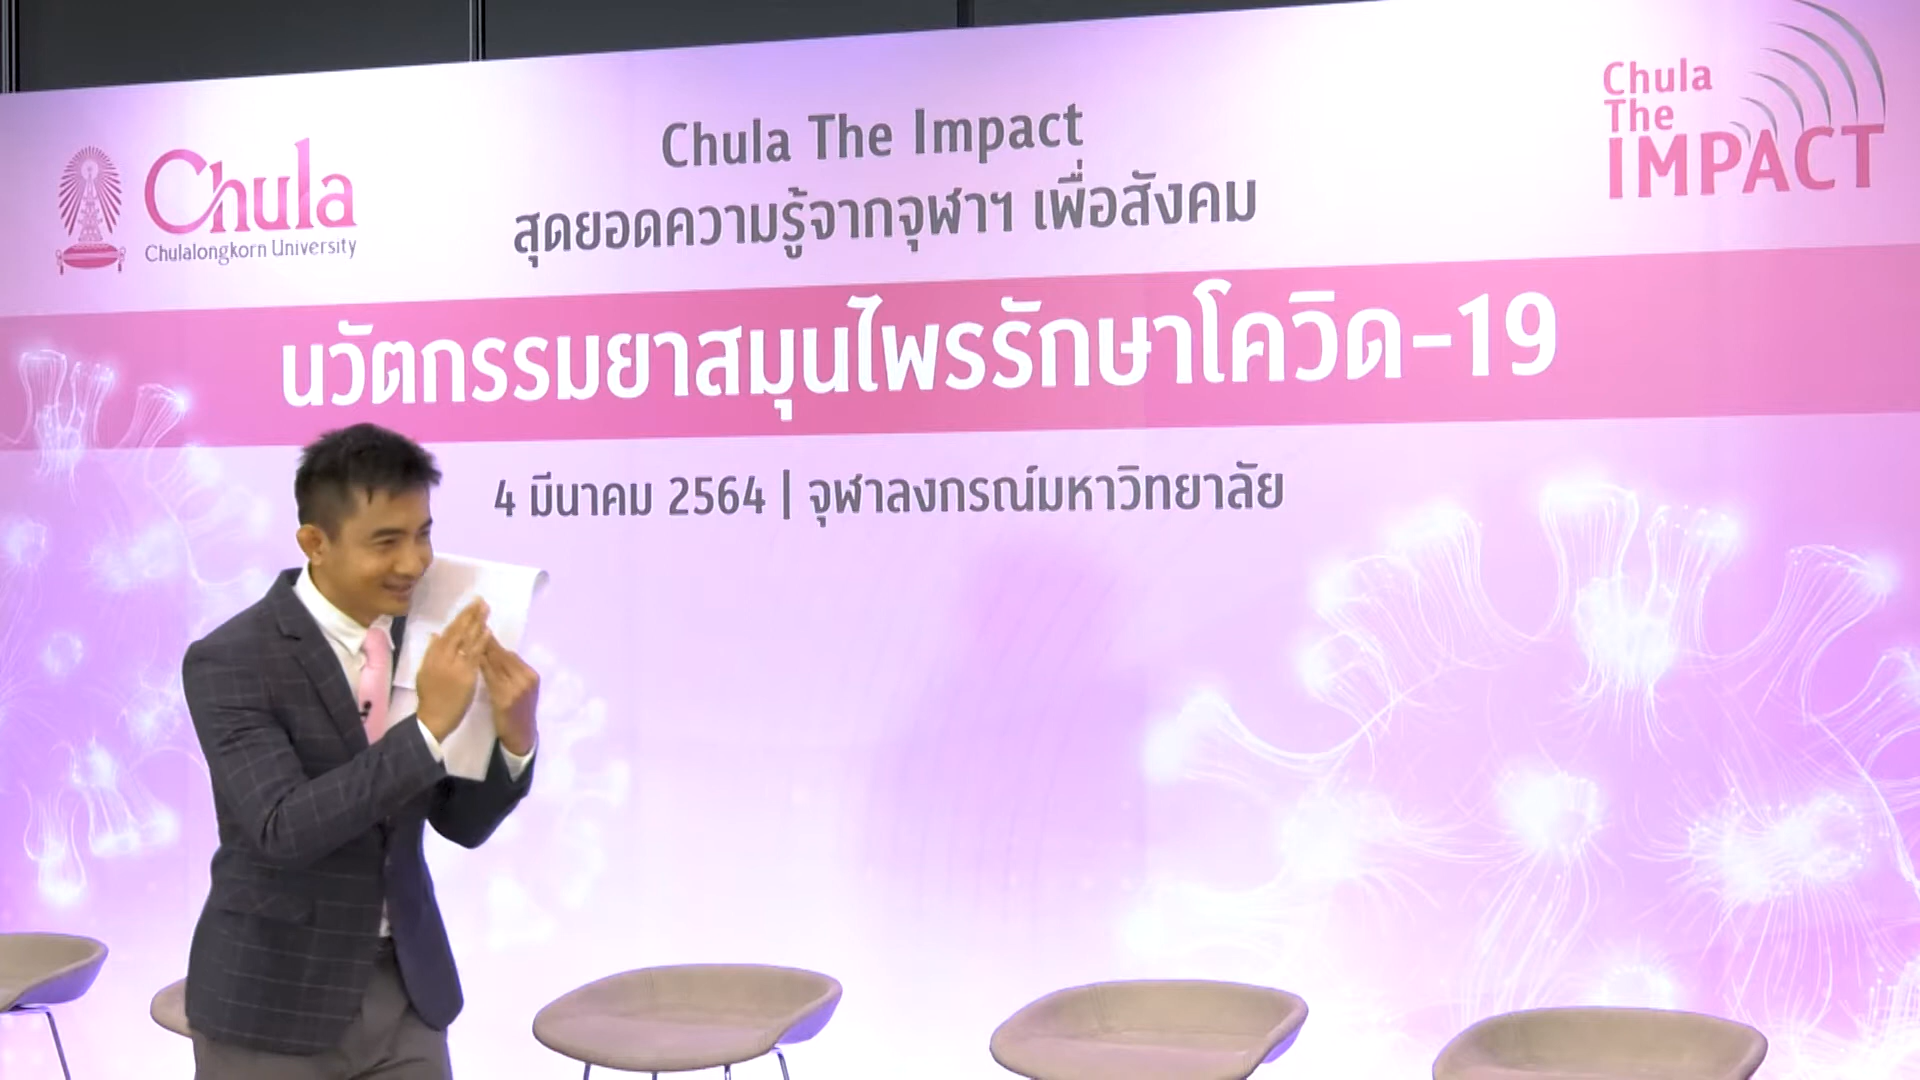 Chula
Chulalongkorn University
Chula The Impact
สุดยอดความรู้จากจุฬาฯ เพื่อสังคม
Chula
The
IMPACT
นวัตกรรมยาสมุนไพรรักษาโควิด-19
4 มีนาคม 2564 | จุฬาลงกรณ์มหาวิทยาลัย